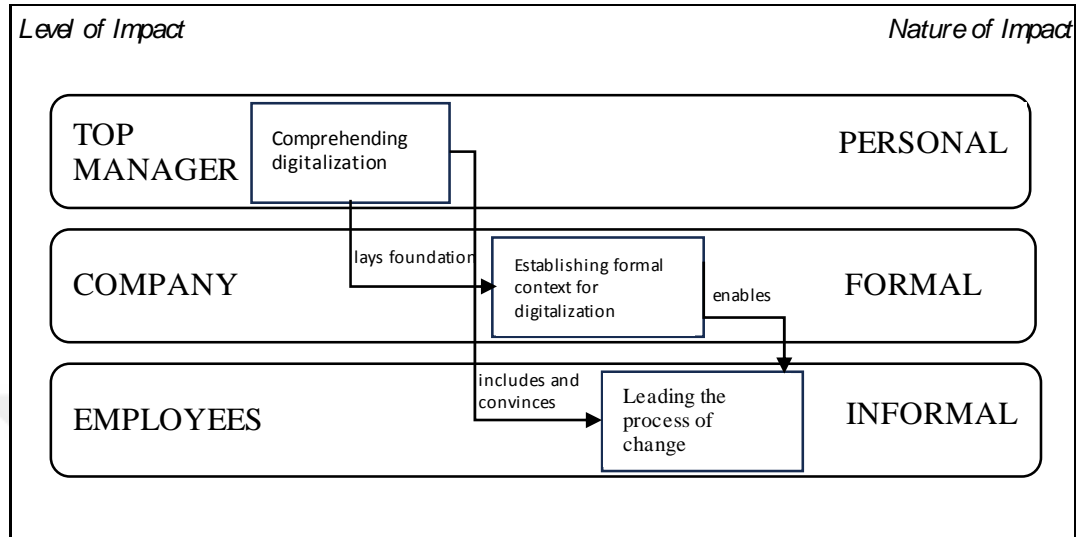 Level of Impact
Nature of Impact
TOP
MANAGER
Comprehending
digitalization
PERSONAL
lays foundation
COMPANY
Establishing formal
context for
digitalization
enables
FORMAL
includes and
convinces
EMPLOYEES
Leading the
process of
change
INFORMAL